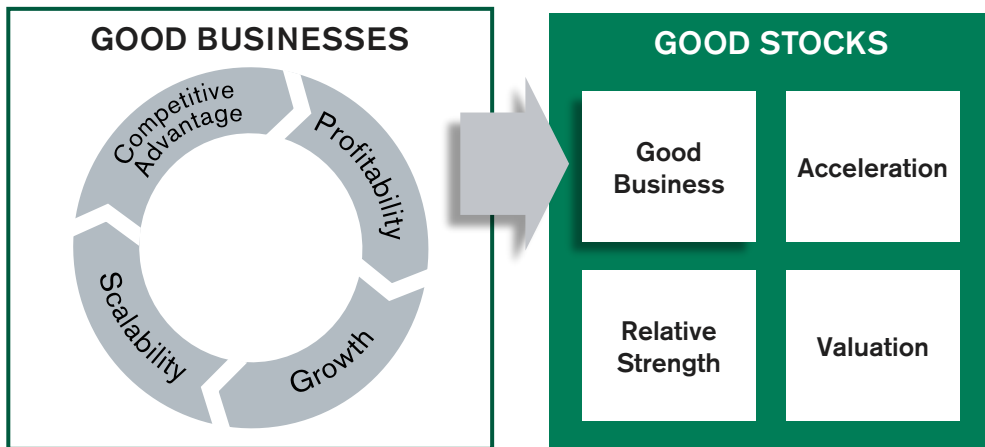 GOOD BUSINESSES
Competitive
Advantage
Profitability
Growth
Scalability
GOOD STOCKS
Good
Business
Acceleration
Relative
Strength
Valuation